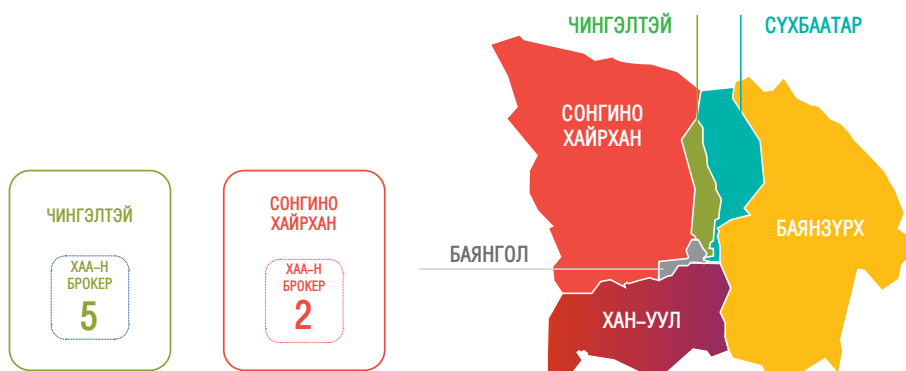 ЧИНГЭЛТЭЙ
СҮХБААТАР
СОНГИНО
ХАЙРХАН
БАЯНЗҮРХ
БАЯНГОЛ
ХАН–УУЛ
ЧИНГЭЛТЭЙ
ХАА–Н
БРОКЕР
5
СОНГИНО
ХАЙРХАН
ХАА–Н
БРОКЕР
2